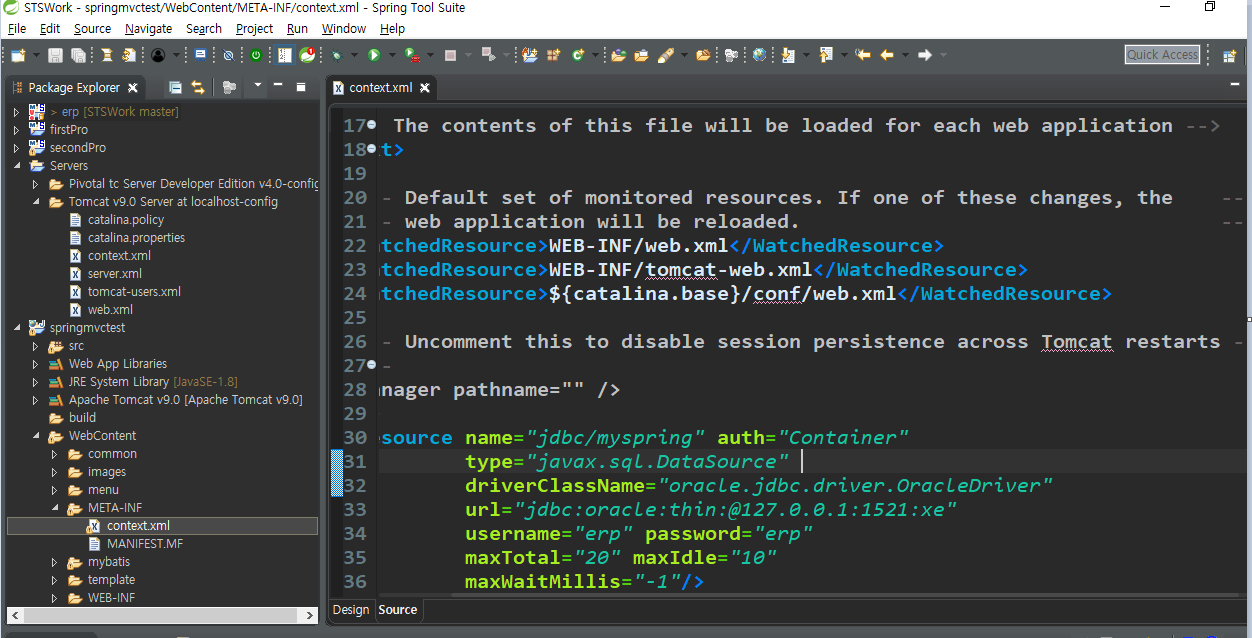 STSWork - springmvctest/WebContent/META-INF/context.xml - Spring Tool Suite
File Edit Source Navigate Search Project Run Window Help
Quick Access
Package Explorer
> erp [STSWork master]
firstPro
secondPro
Servers
Pivotal tc Server Developer Edition v4.0-config
Tomcat v9.0 Server at localhost-config
catalina.policy
catalina.properties
context.xml
server.xml
tomcat-users.xml
web.xml
springmvctest
src
Web App Libraries
JRE System Library [JavaSE-1.8]
Apache Tomcat v9.0 [Apache Tomcat v9.0]
build
WebContent
common
images
menu
META-INF
context.xml
MANIFEST.MF
mybatis
template
WEB-INF
context.xml
17 The contents of this file will be loaded for each web application -->
18 t>
19
20 - Default set of monitored resources. If one of these changes, the --
21 - web application will be reloaded. --
22 tchedResource>WEB-INF/web.xml</WatchedResource>
23 tchedResource>WEB-INF/tomcat-web.xml</WatchedResource>
24 tchedResource>${catalina.base}/conf/web.xml</WatchedResource>
25
26 - Uncomment this to disable session persistence across Tomcat restarts -
27 -
28 nager pathname="" />
29
30 source name="jdbc/myspring" auth="Container"
31 type="javax.sql.DataSource"
32 driverClassName="oracle.jdbc.driver.OracleDriver"
33 url="jdbc:oracle:thin:@127.0.0.1:1521:xe"
34 username="erp" password="erp"
35 maxTotal="20" maxIdle="10"
36 maxWaitMillis="-1"/>
Design Source